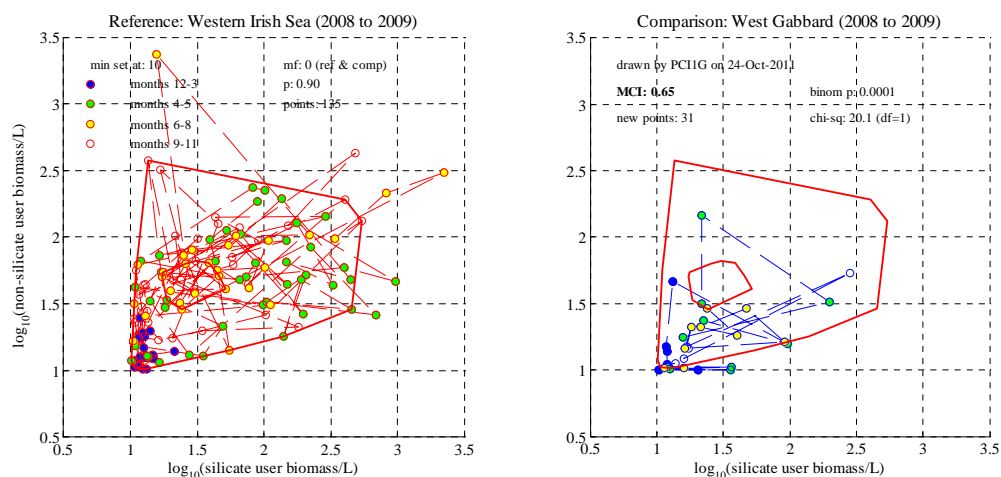 Reference: Western Irish Sea (2008 to 2009)
3.5
3
2.5
2
1.5
1
0.5
log10(non-silicate user biomass/L)
min set at: 10
months 12-3
months 4-5
months 6-8
months 9-11
mf: 0 (ref & comp)
p: 0.90
points: 135
0.5 1 1.5 2 2.5 3 3.5
log10(silicate user biomass/L)
Comparison: West Gabbard (2008 to 2009)
3.5
3
2.5
2
1.5
1
0.5
drawn by PCI1G on 24-Oct-2011
MCI: 0.65
new points: 31
binom p: 0.0001
chi-sq: 20.1 (df=1)
0.5 1 1.5 2 2.5 3 3.5
log10(silicate user biomass/L)